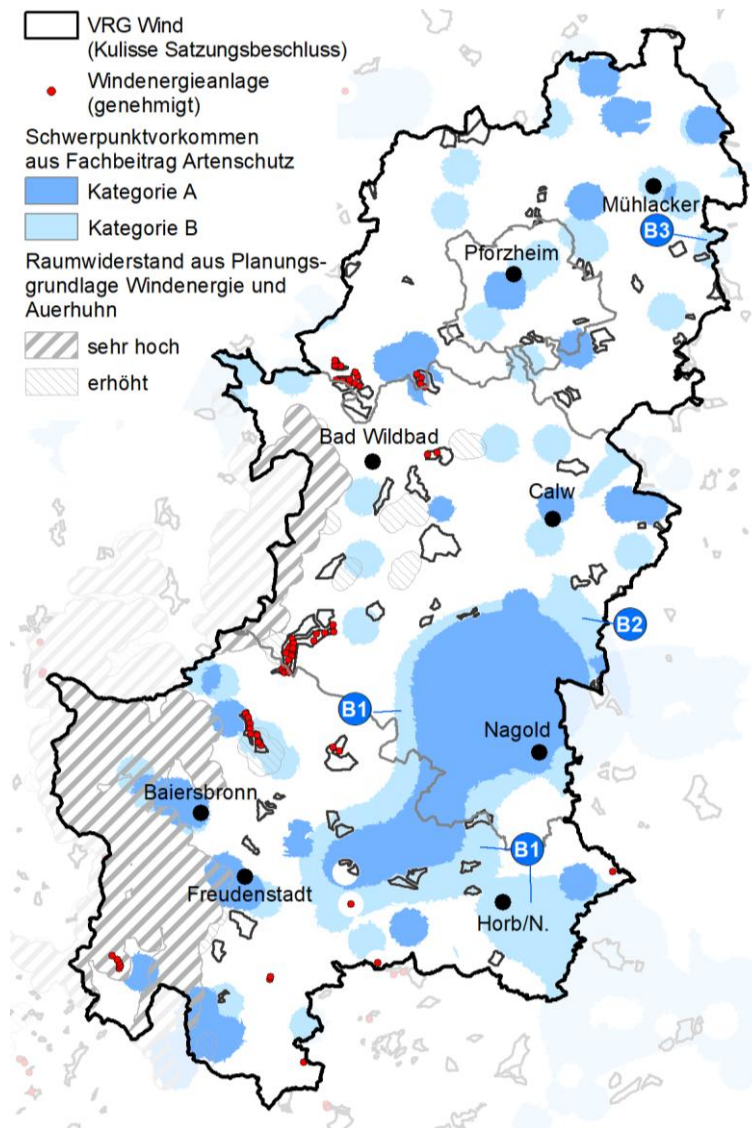 VRG Wind
(Kulisse Satzungsbeschluss)
Windenergieanlage
(genehmigt)
Schwerpunktvorkommen
aus Fachbeitrag Artenschutz
Kategorie A
Kategorie B
Raumwiderstand aus Planungs-
grundlage Windenergie und
Auerhuhn
sehr hoch
erhöht
Mühlacker
B3
Pforzheim
Bad Wildbad
Calw
B2
B1
Nagold
Baiersbronn
B1
Freudenstadt
Horb/N.